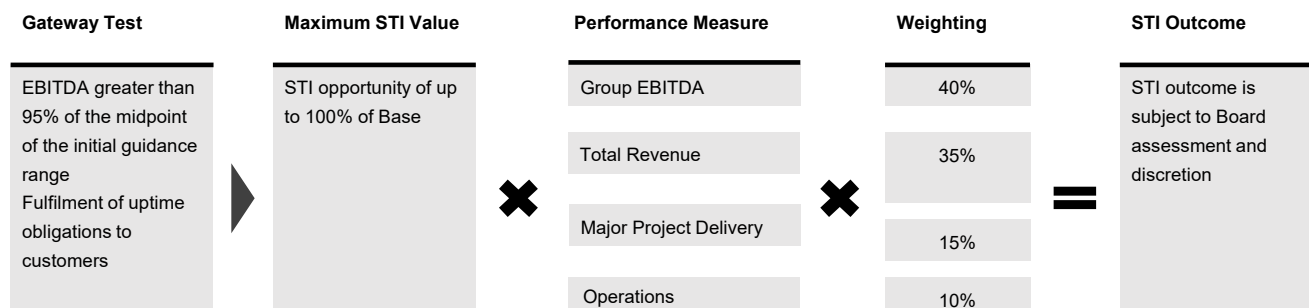 Gateway Test
Maximum STI Value
Performance Measure
Weighting
STI Outcome
EBITDA greater than
95% of the midpoint
of the initial guidance
range
Fulfilment of uptime
obligations to
customers
STI opportunity of up
to 100% of Base
Group EBITDA
Total Revenue
Major Project Delivery
Operations
40%
35%
15%
10%
STI outcome is
subject to Board
assessment and
discretion